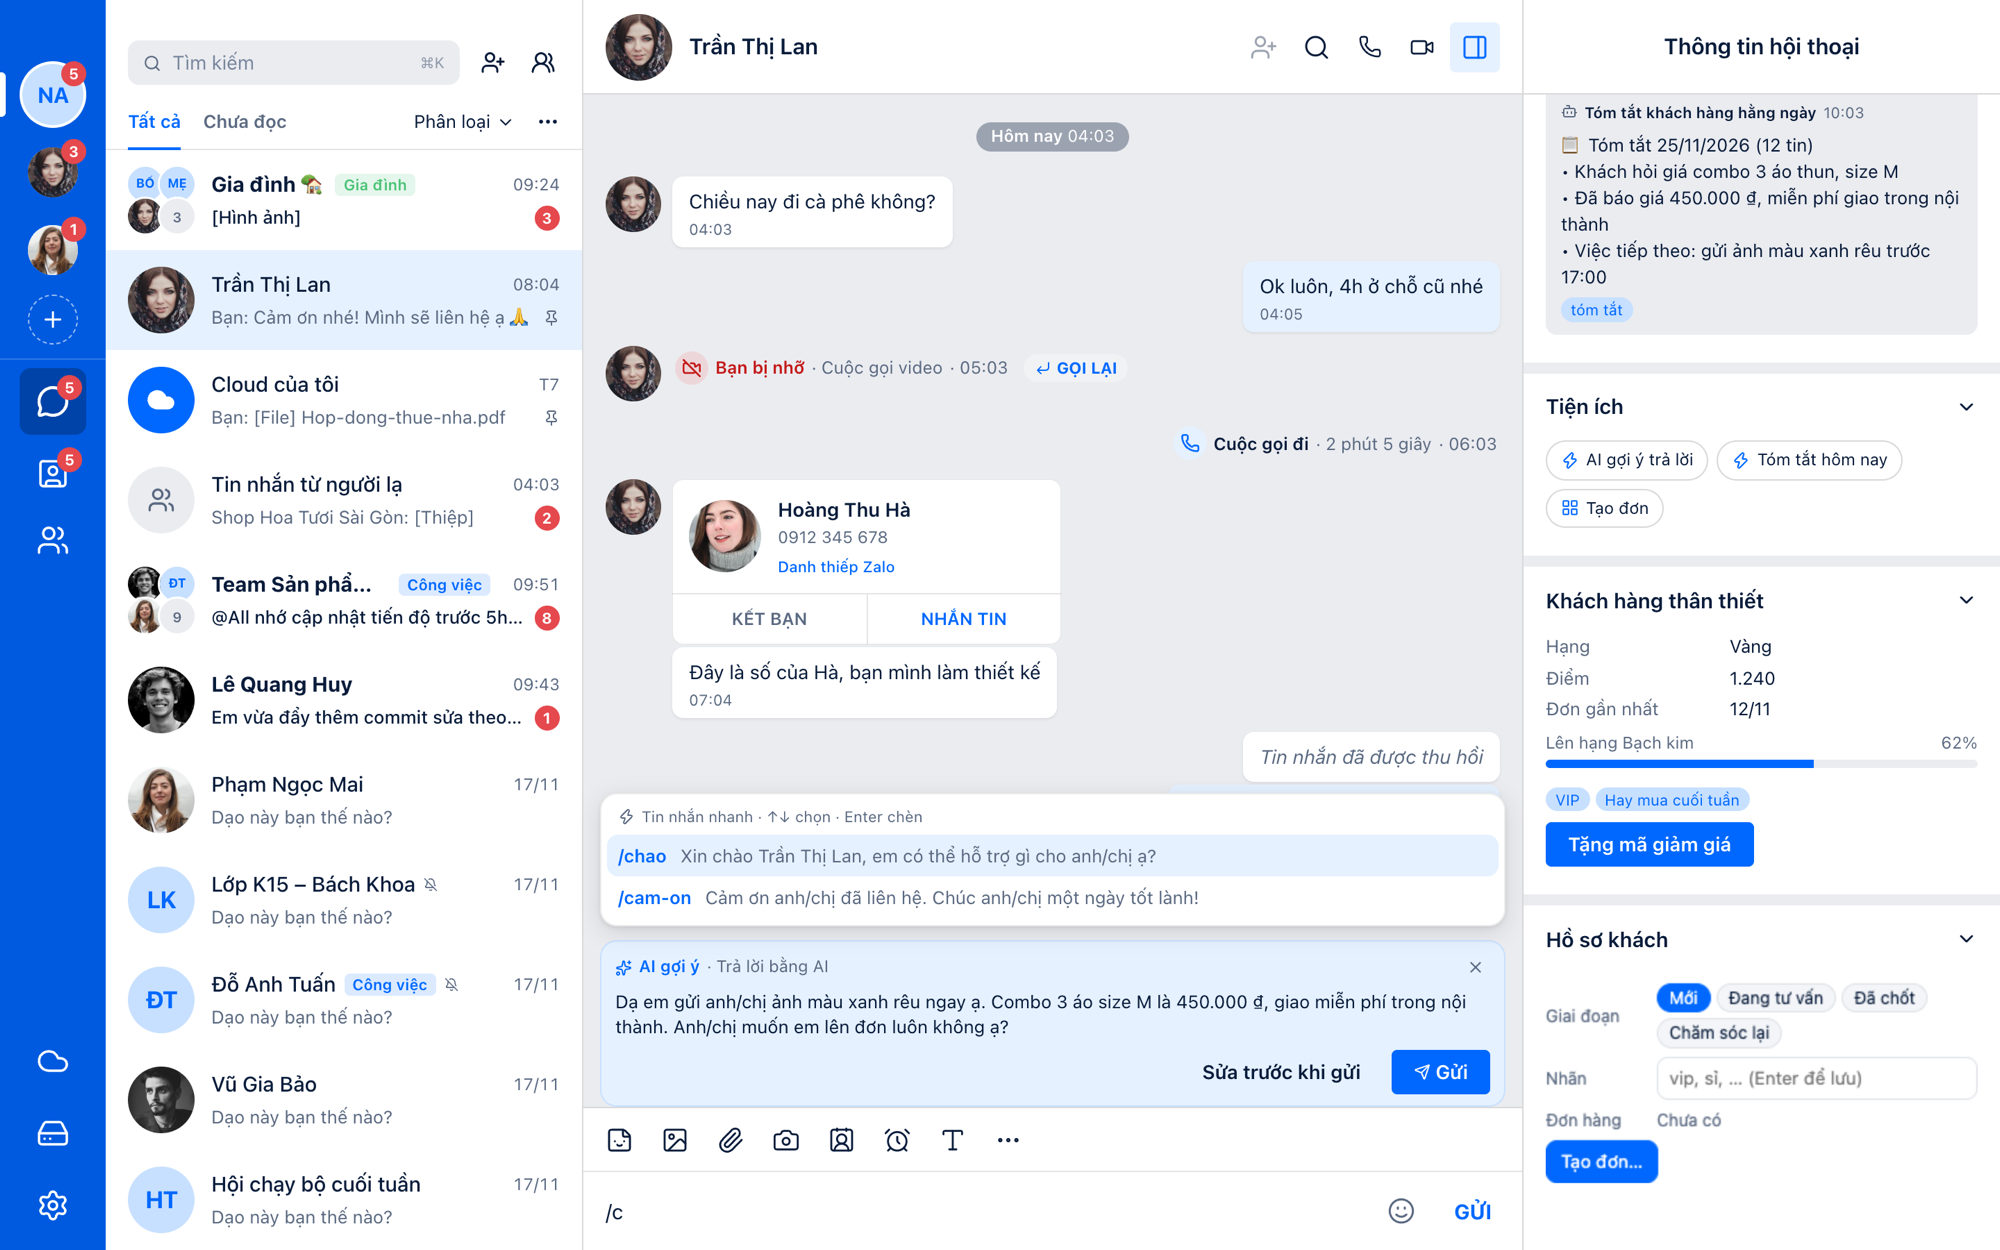 NA
5
3
1
5
5
Tìm kiếm
⌘K
Tất cả
Chưa đọc
Phân loại
BỐ
MẸ
3
Gia đình 🏡
Gia đình
09:24
[Hình ảnh]
3
Trần Thị Lan
08:04
Bạn: Cảm ơn nhé! Mình sẽ liên hệ ạ 🙏
Cloud của tôi
T7
Bạn: [File] Hop-dong-thue-nha.pdf
Tin nhắn từ người lạ
04:03
Shop Hoa Tươi Sài Gòn: [Thiệp]
2
ĐT
9
Team Sản phẩ...
Công việc
09:51
@All nhớ cập nhật tiến độ trước 5h...
8
Lê Quang Huy
09:43
Em vừa đẩy thêm commit sửa theo...
1
Phạm Ngọc Mai
17/11
Dạo này bạn thế nào?
LK
Lớp K15 – Bách Khoa
17/11
Dạo này bạn thế nào?
ĐT
Đỗ Anh Tuấn
Công việc
17/11
Dạo này bạn thế nào?
Vũ Gia Bảo
17/11
Dạo này bạn thế nào?
HT
Hội chạy bộ cuối tuần
17/11
Dạo này bạn thế nào?
Trần Thị Lan
Hôm nay 04:03
Chiều nay đi cà phê không?
04:03
Ok luôn, 4h ở chỗ cũ nhé
04:05
Bạn bị nhỡ · Cuộc gọi video · 05:03
GỌI LẠI
Cuộc gọi đi · 2 phút 5 giây · 06:03
Hoàng Thu Hà
0912 345 678
Danh thiếp Zalo
KẾT BẠN
NHẮN TIN
Đây là số của Hà, bạn mình làm thiết kế
07:04
Tin nhắn đã được thu hồi
Tin nhắn nhanh · ↑↓ chọn · Enter chèn
/chao Xin chào Trần Thị Lan, em có thể hỗ trợ gì cho anh/chị ạ?
/cam-on Cảm ơn anh/chị đã liên hệ. Chúc anh/chị một ngày tốt lành!
AI gợi ý · Trả lời bằng AI
Dạ em gửi anh/chị ảnh màu xanh rêu ngay ạ. Combo 3 áo size M là 450.000 ₫, giao miễn phí trong nội
thành. Anh/chị muốn em lên đơn luôn không ạ?
Sửa trước khi gửi
Gửi
/c
GỬI
Thông tin hội thoại
Tóm tắt khách hàng hằng ngày 10:03
📋 Tóm tắt 25/11/2026 (12 tin)
• Khách hỏi giá combo 3 áo thun, size M
• Đã báo giá 450.000 ₫, miễn phí giao trong nội
thành
• Việc tiếp theo: gửi ảnh màu xanh rêu trước
17:00
tóm tắt
Tiện ích
AI gợi ý trả lời
Tóm tắt hôm nay
Tạo đơn
Khách hàng thân thiết
Hạng Vàng
Điểm 1.240
Đơn gần nhất 12/11
Lên hạng Bạch kim 62%
VIP
Hay mua cuối tuần
Tặng mã giảm giá
Hồ sơ khách
Giai đoạn
Mới
Đang tư vấn
Đã chốt
Chăm sóc lại
Nhãn
vip, sỉ, ... (Enter để lưu)
Đơn hàng Chưa có
Tạo đơn...